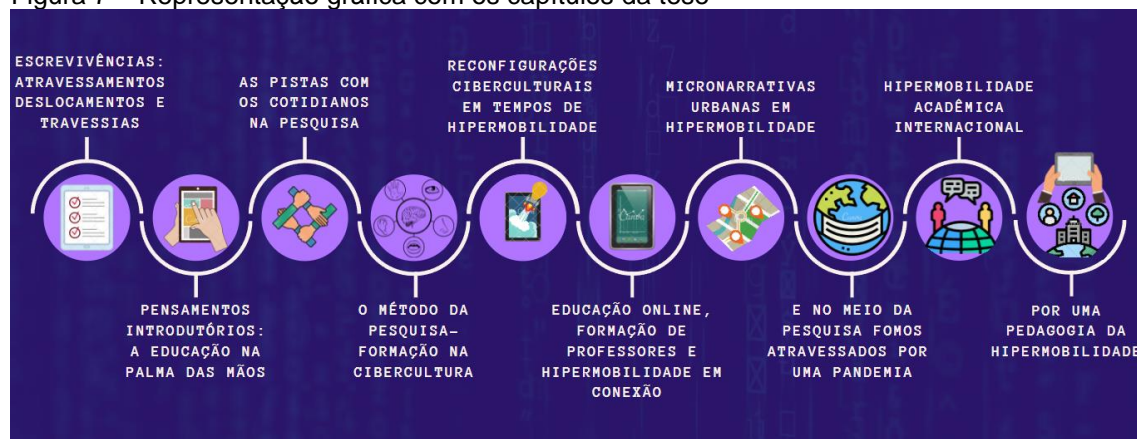 Figura 7 – Representação gráfica com os capítulos da tese
ESCREVIVÊNCIAS:
ATRAVESSAMENTOS
DESLOCAMENTOS E
TRAVESSIAS
PENSAMENTOS
INTRODUTÓRIOS:
A EDUCAÇÃO NA
PALMA DAS MÃOS
AS PISTAS COM
OS COTIDIANOS
NA PESQUISA
O MÉTODO DA
PESQUISA-
FORMAÇÃO NA
CIBERCULTURA
RECONFIGURAÇÕES
CIBERCULTURAIS
EM TEMPOS DE
HIPERMOBILIDADE
EDUCAÇÃO ONLINE,
FORMAÇÃO DE
PROFESSORES E
HIPERMOBILIDADE EM
CONEXÃO
MICRONARRATIVAS
URBANAS EM
HIPERMOBILIDADE
E NO MEIO DA
PESQUISA FOMOS
ATRAVESSADOS POR
UMA PANDEMIA
HIPERMOBILIDADE
ACADÊMICA
INTERNACIONAL
POR UMA
PEDAGOGIA DA
HIPERMOBILIDADE